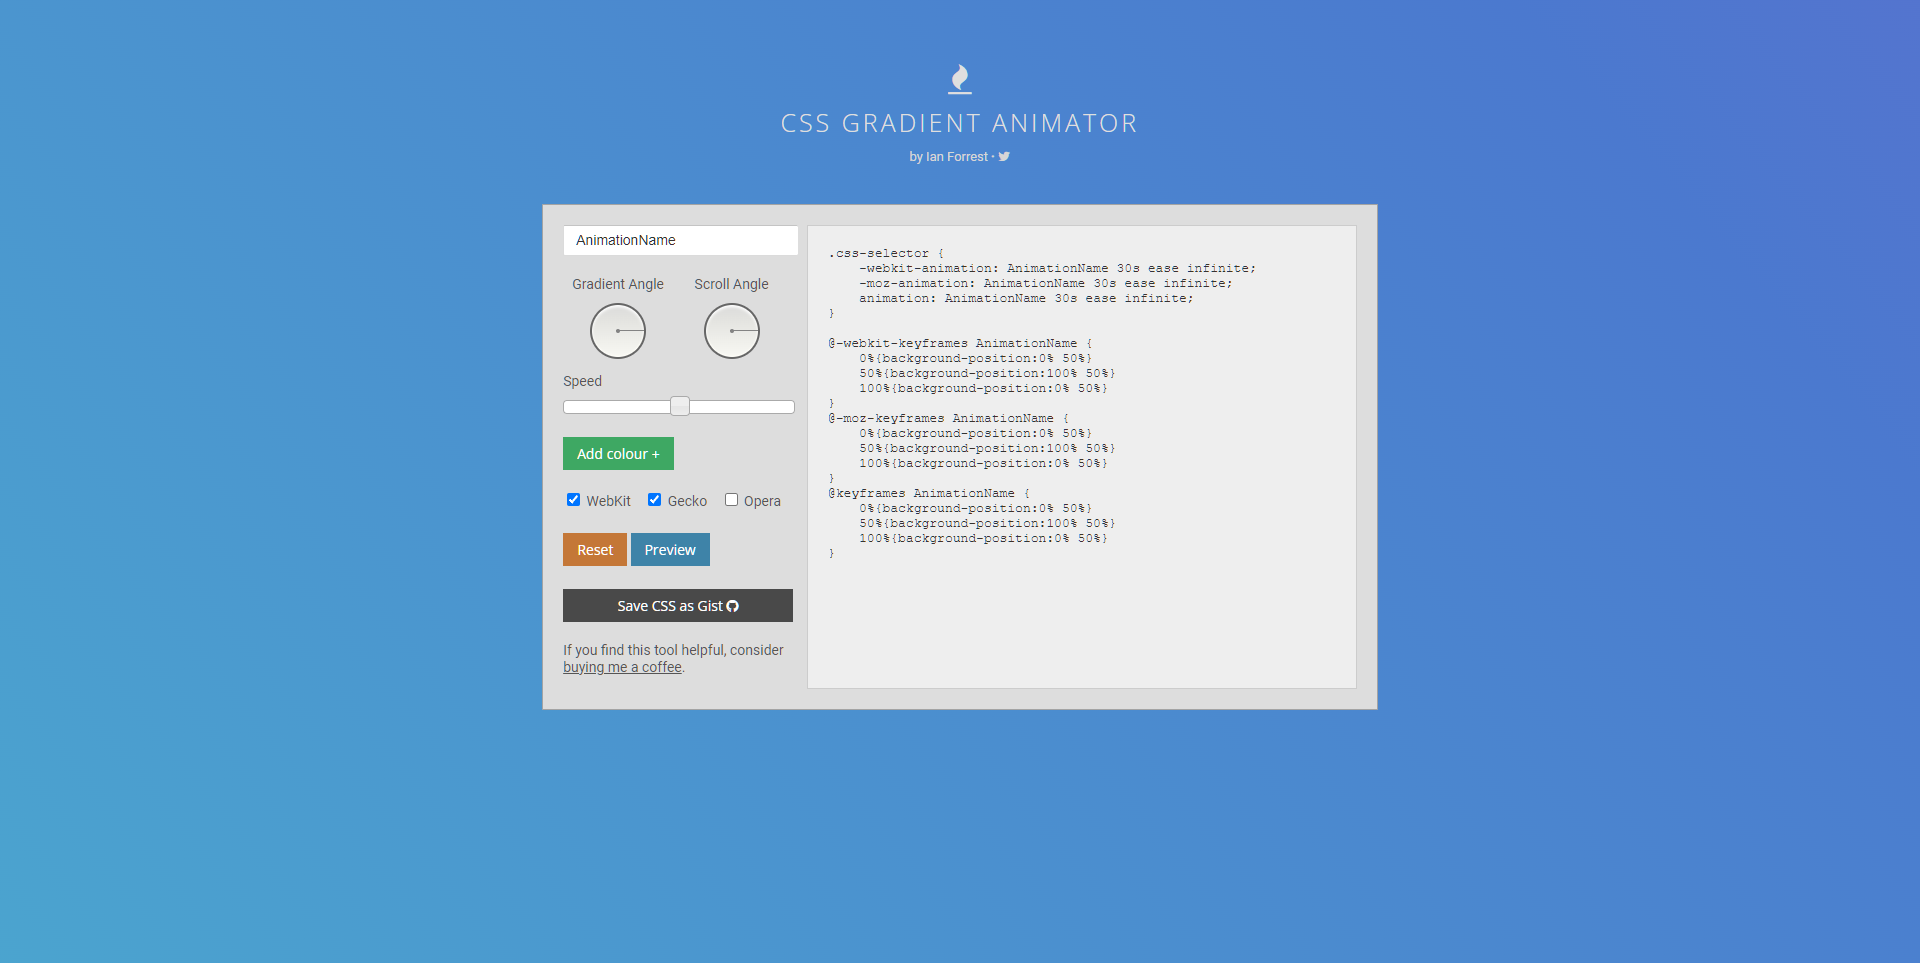 CSS GRADIENT ANIMATOR
by Ian Forrest •
AnimationName
Gradient Angle
Scroll Angle
Speed
Add colour +
WebKit
Gecko
Opera
Reset
Preview
Save CSS as Gist
If you find this tool helpful, consider
buying me a coffee.
.css-selector {
    -webkit-animation: AnimationName 30s ease infinite;
    -moz-animation: AnimationName 30s ease infinite;
    animation: AnimationName 30s ease infinite;
}

@-webkit-keyframes AnimationName {
    0%{background-position:0% 50%}
    50%{background-position:100% 50%}
    100%{background-position:0% 50%}
}
@-moz-keyframes AnimationName {
    0%{background-position:0% 50%}
    50%{background-position:100% 50%}
    100%{background-position:0% 50%}
}
@keyframes AnimationName {
    0%{background-position:0% 50%}
    50%{background-position:100% 50%}
    100%{background-position:0% 50%}
}